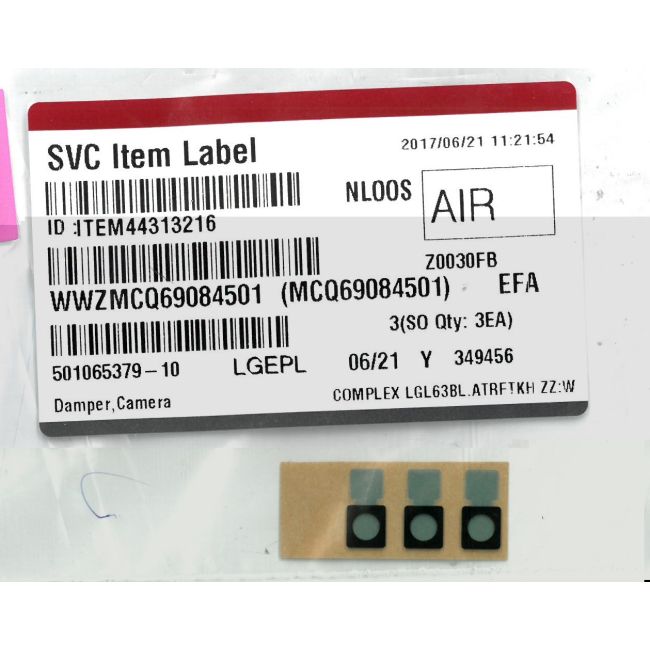 SVC Item Label
2017/06/21 11:21:54
NLOOS
AIR
ID :ITEM44313216
Z0030FB
WWZMCQ69084501 (MCQ69084501) EFA
3(SO Qty: 3EA)
501065379-10 LGEPL 06/21 Y 349456
Damper,Camera
COMPLEX LGL63BL.ATRFTKH ZZ:W